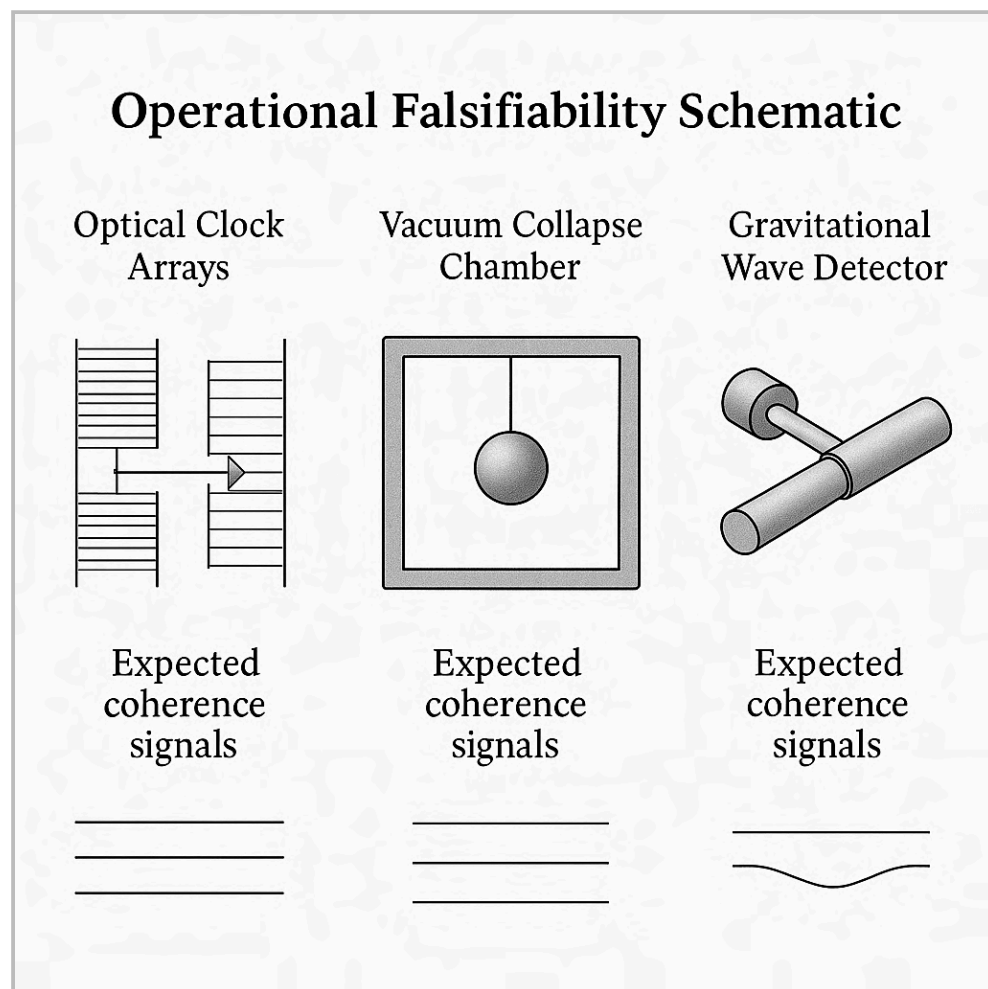 Operational Falsifiability Schematic
Optical Clock
Arrays
Vacuum Collapse
Chamber
Gravitational
Wave Detector
Expected
coherence
signals
Expected
coherence
signals
Expected
coherence
signals